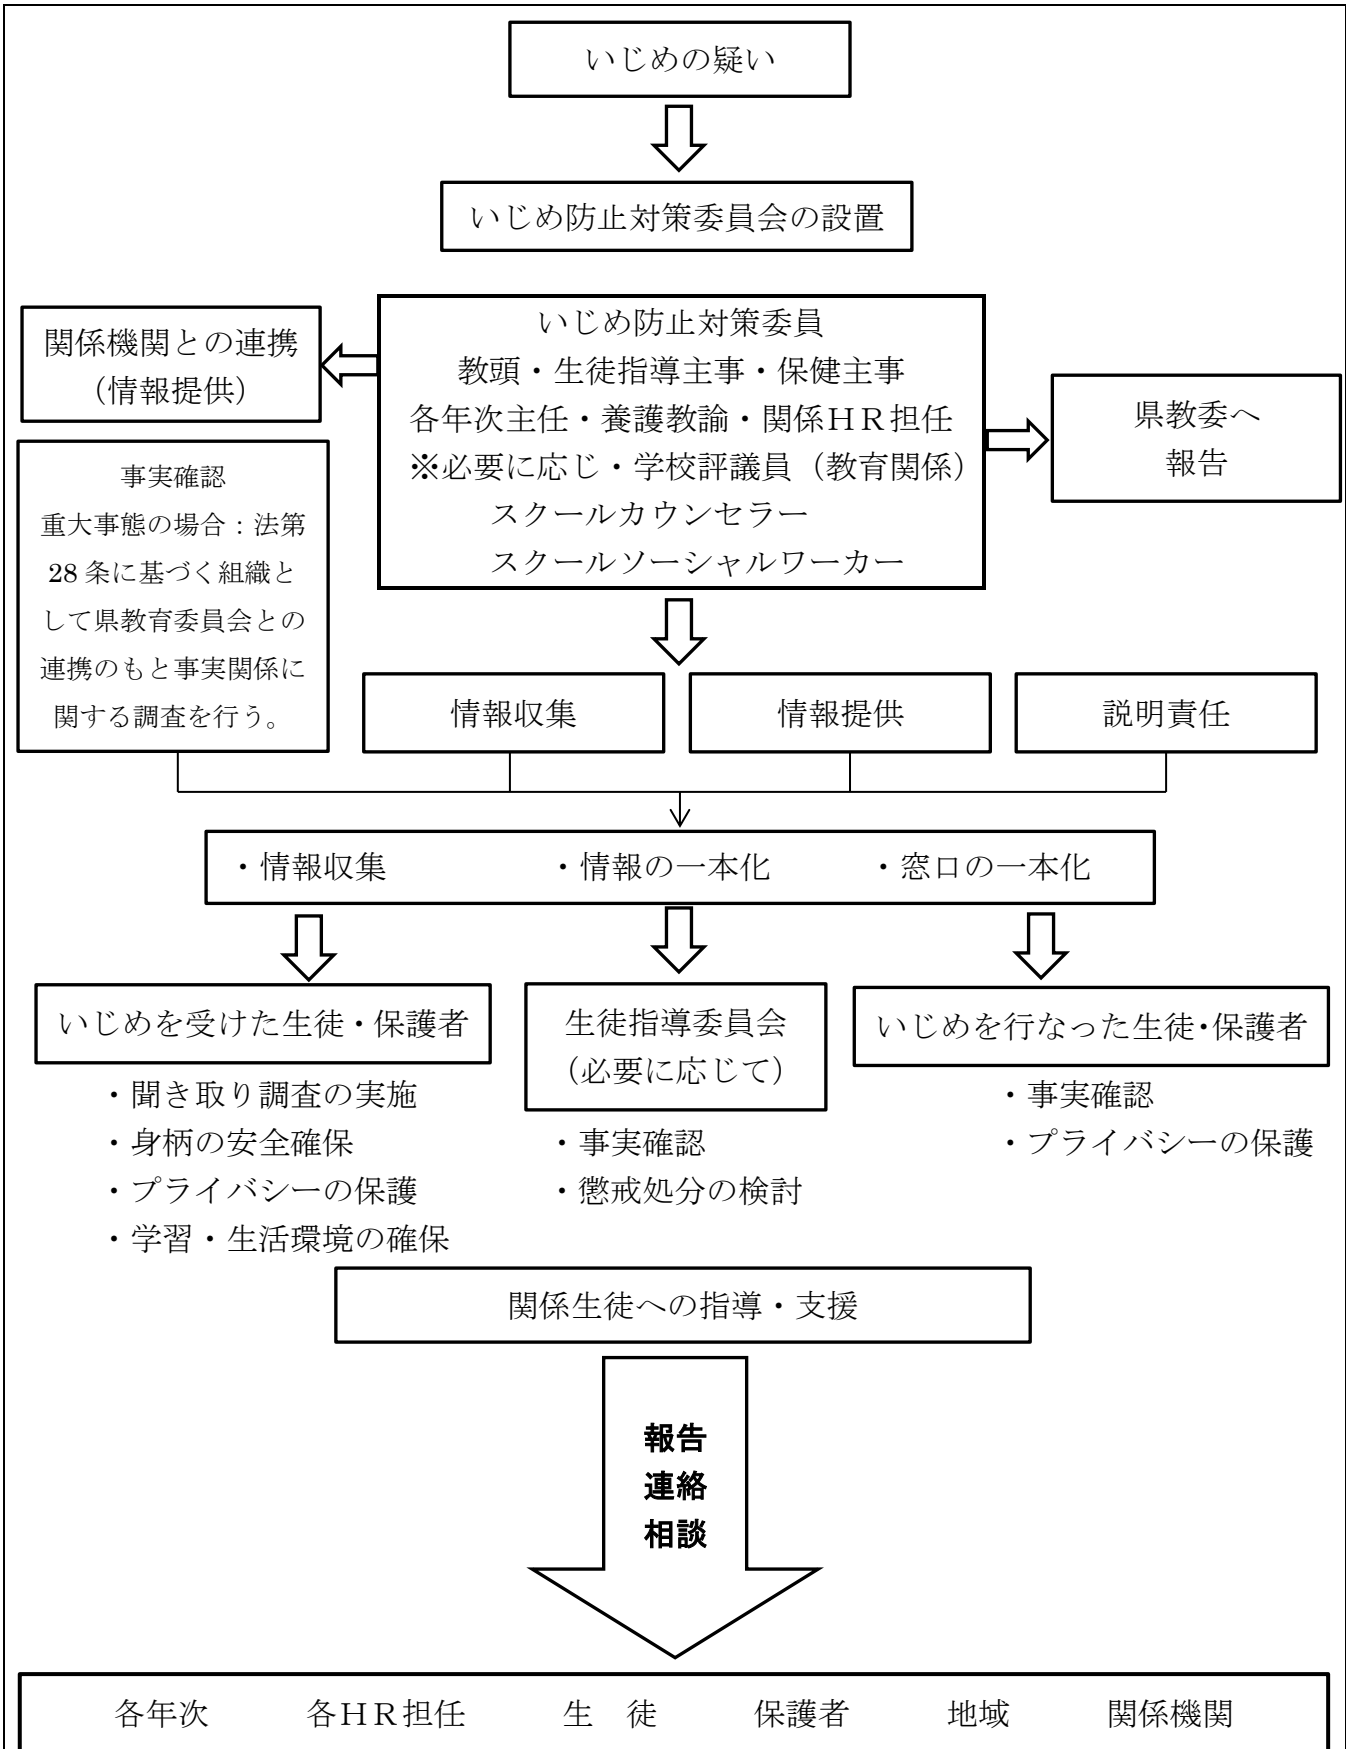 いじめの疑い
いじめ防止対策委員会の設置
関係機関との連携
（情報提供）
いじめ防止対策委員
教頭・生徒指導主事・保健主事
各年次主任・養護教諭・関係ＨＲ担任
※必要に応じ・学校評議員（教育関係）
スクールカウンセラー
スクールソーシャルワーカー
県教委へ
報告
事実確認
重大事態の場合：法第
28 条に基づく組織と
して県教育委員会との
連携のもと事実関係に
関する調査を行う。
情報収集
情報提供
説明責任
・情報収集　・情報の一本化　・窓口の一本化
いじめを受けた生徒・保護者
・聞き取り調査の実施
・身柄の安全確保
・プライバシーの保護
・学習・生活環境の確保
生徒指導委員会
（必要に応じて）
・事実確認
・懲戒処分の検討
いじめを行なった生徒・保護者
・事実確認
・プライバシーの保護
関係生徒への指導・支援
報告
連絡
相談
各年次　各ＨＲ担任　生　徒　保護者　地域　関係機関